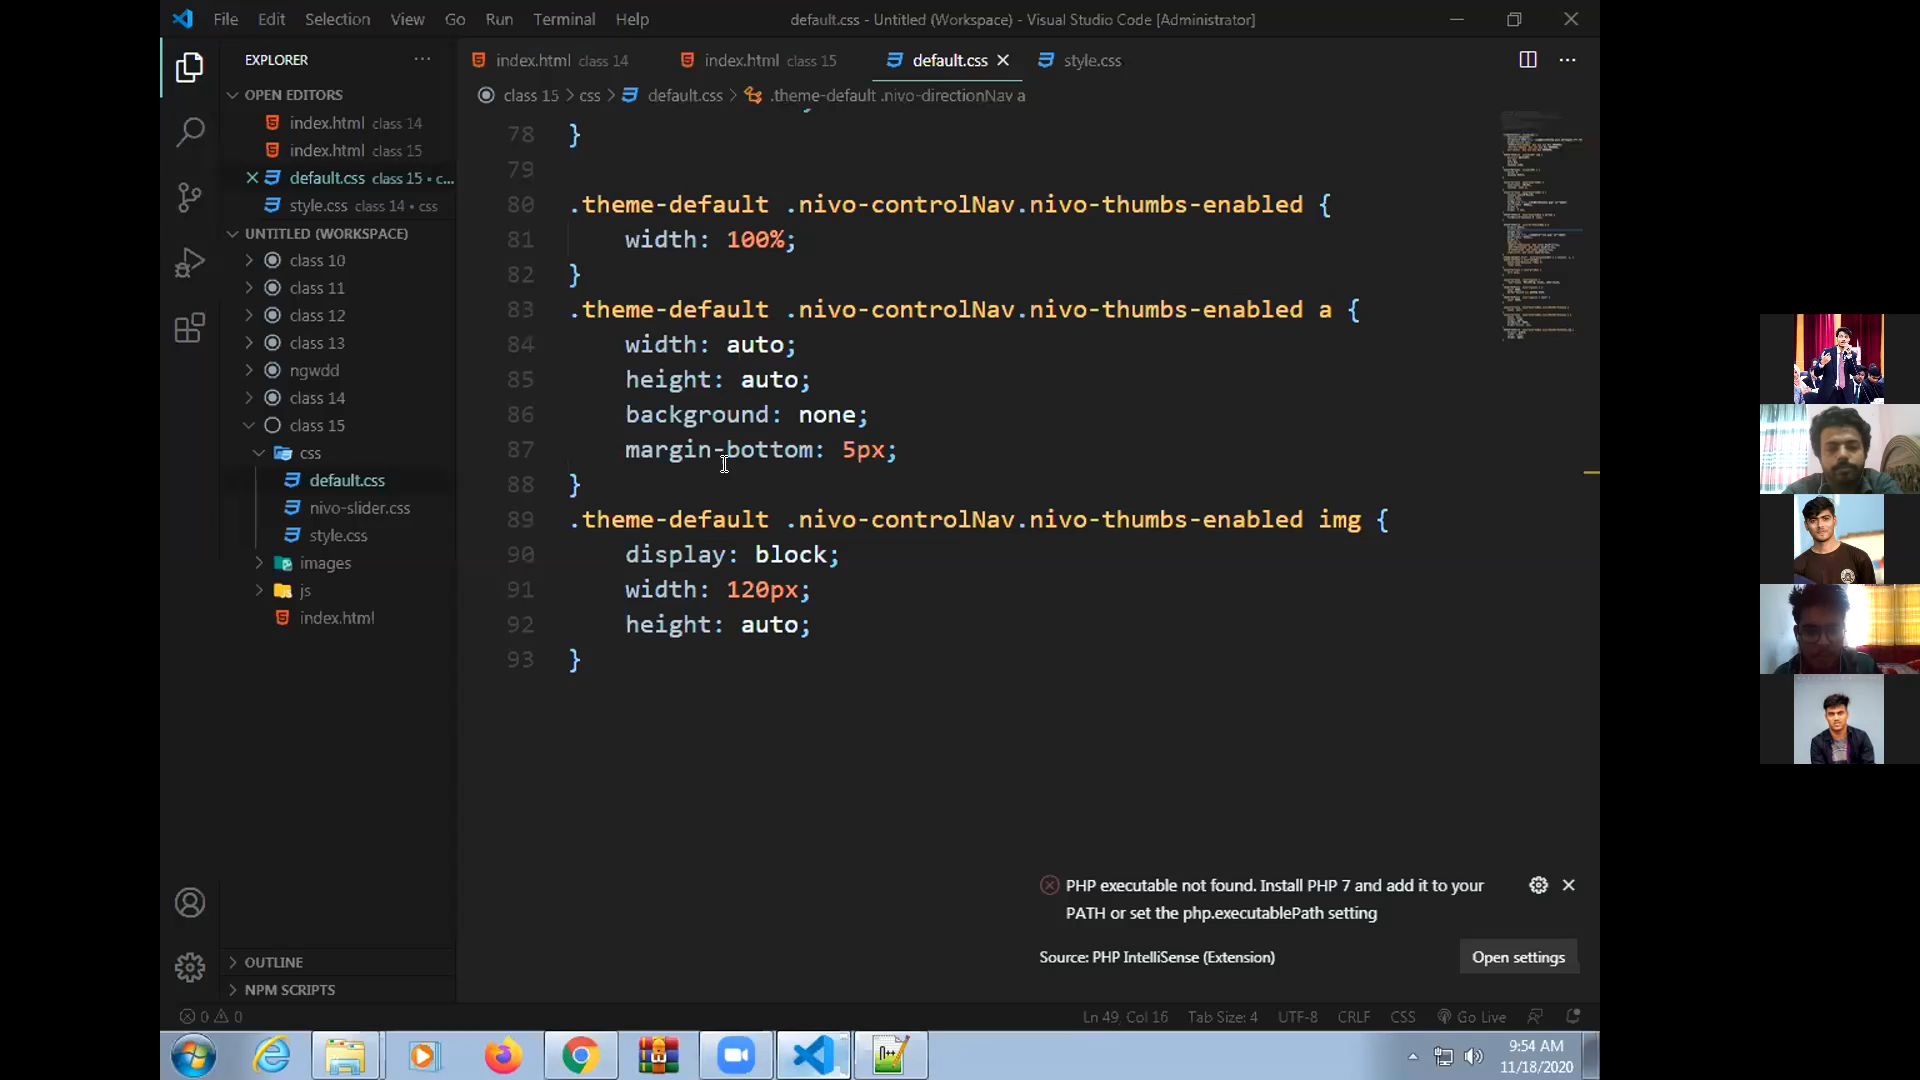 File Edit Selection View Go Run Terminal Help
default.css - Untitled (Workspace) - Visual Studio Code [Administrator]
EXPLORER
OPEN EDITORS
index.html class 14
index.html class 15
default.css class 15 • c...
style.css class 14 • css
UNTITLED (WORKSPACE)
class 10
class 11
class 12
class 13
ngwdd
class 14
class 15
css
default.css
nivo-slider.css
style.css
images
js
index.html
OUTLINE
NPM SCRIPTS
index.html class 14
index.html class 15
default.css
style.css
class 15 > css > default.css > .theme-default .nivo-directionNav a
78 }
79
80 .theme-default .nivo-controlNav.nivo-thumbs-enabled {
81 width: 100%;
82 }
83 .theme-default .nivo-controlNav.nivo-thumbs-enabled a {
84 width: auto;
85 height: auto;
86 background: none;
87 margin-bottom: 5px;
88 }
89 .theme-default .nivo-controlNav.nivo-thumbs-enabled img {
90 display: block;
91 width: 120px;
92 height: auto;
93 }
PHP executable not found. Install PHP 7 and add it to your
PATH or set the php.executablePath setting
Source: PHP IntelliSense (Extension)
Open settings
0 0
Ln 49, Col 16 Tab Size: 4 UTF-8 CRLF CSS Go Live
9:54 AM
11/18/2020